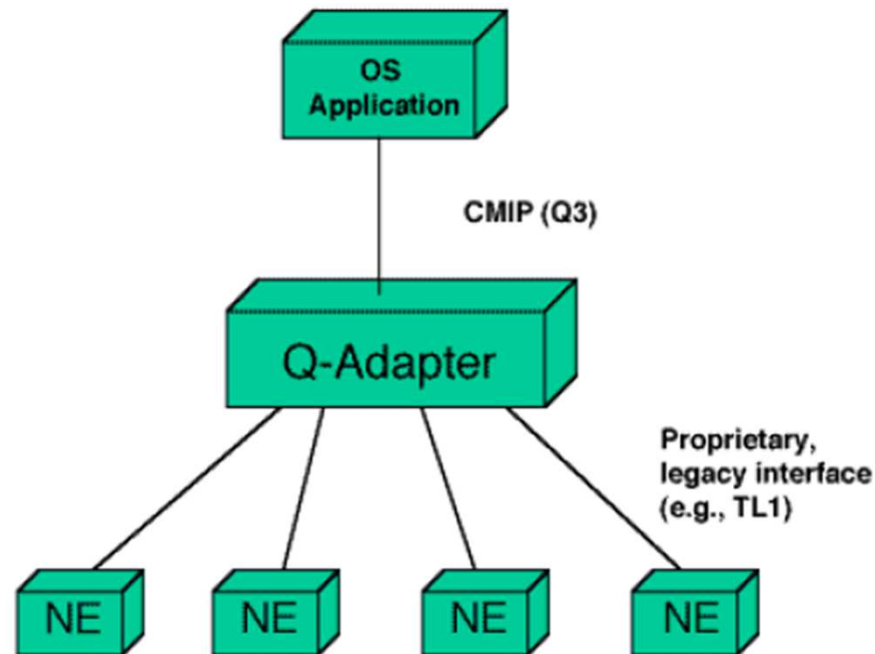 OS
Application
CMIP (Q3)
Q-Adapter
Proprietary,
legacy interface
(e.g., TL1)
NE
NE
NE
NE